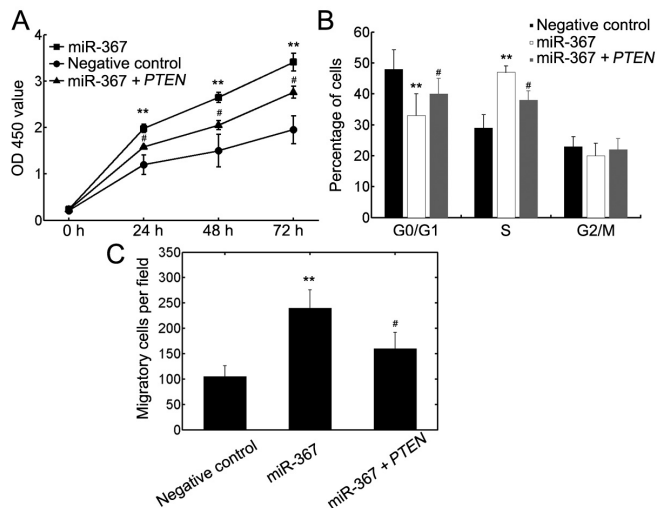 A
miR-367
Negative control
miR-367 + PTEN
OD 450 value
4
3
2
1
0
**
**
**
#
#
#
0 h 24 h 48 h 72 h
B
Negative control
miR-367
miR-367 + PTEN
Percentage of cells
60
50
40
30
20
10
0
**
#
**
#
G0/G1 S G2/M
C
Migratory cells per field
350
300
250
200
150
100
50
0
**
#
Negative control
miR-367
miR-367 + PTEN